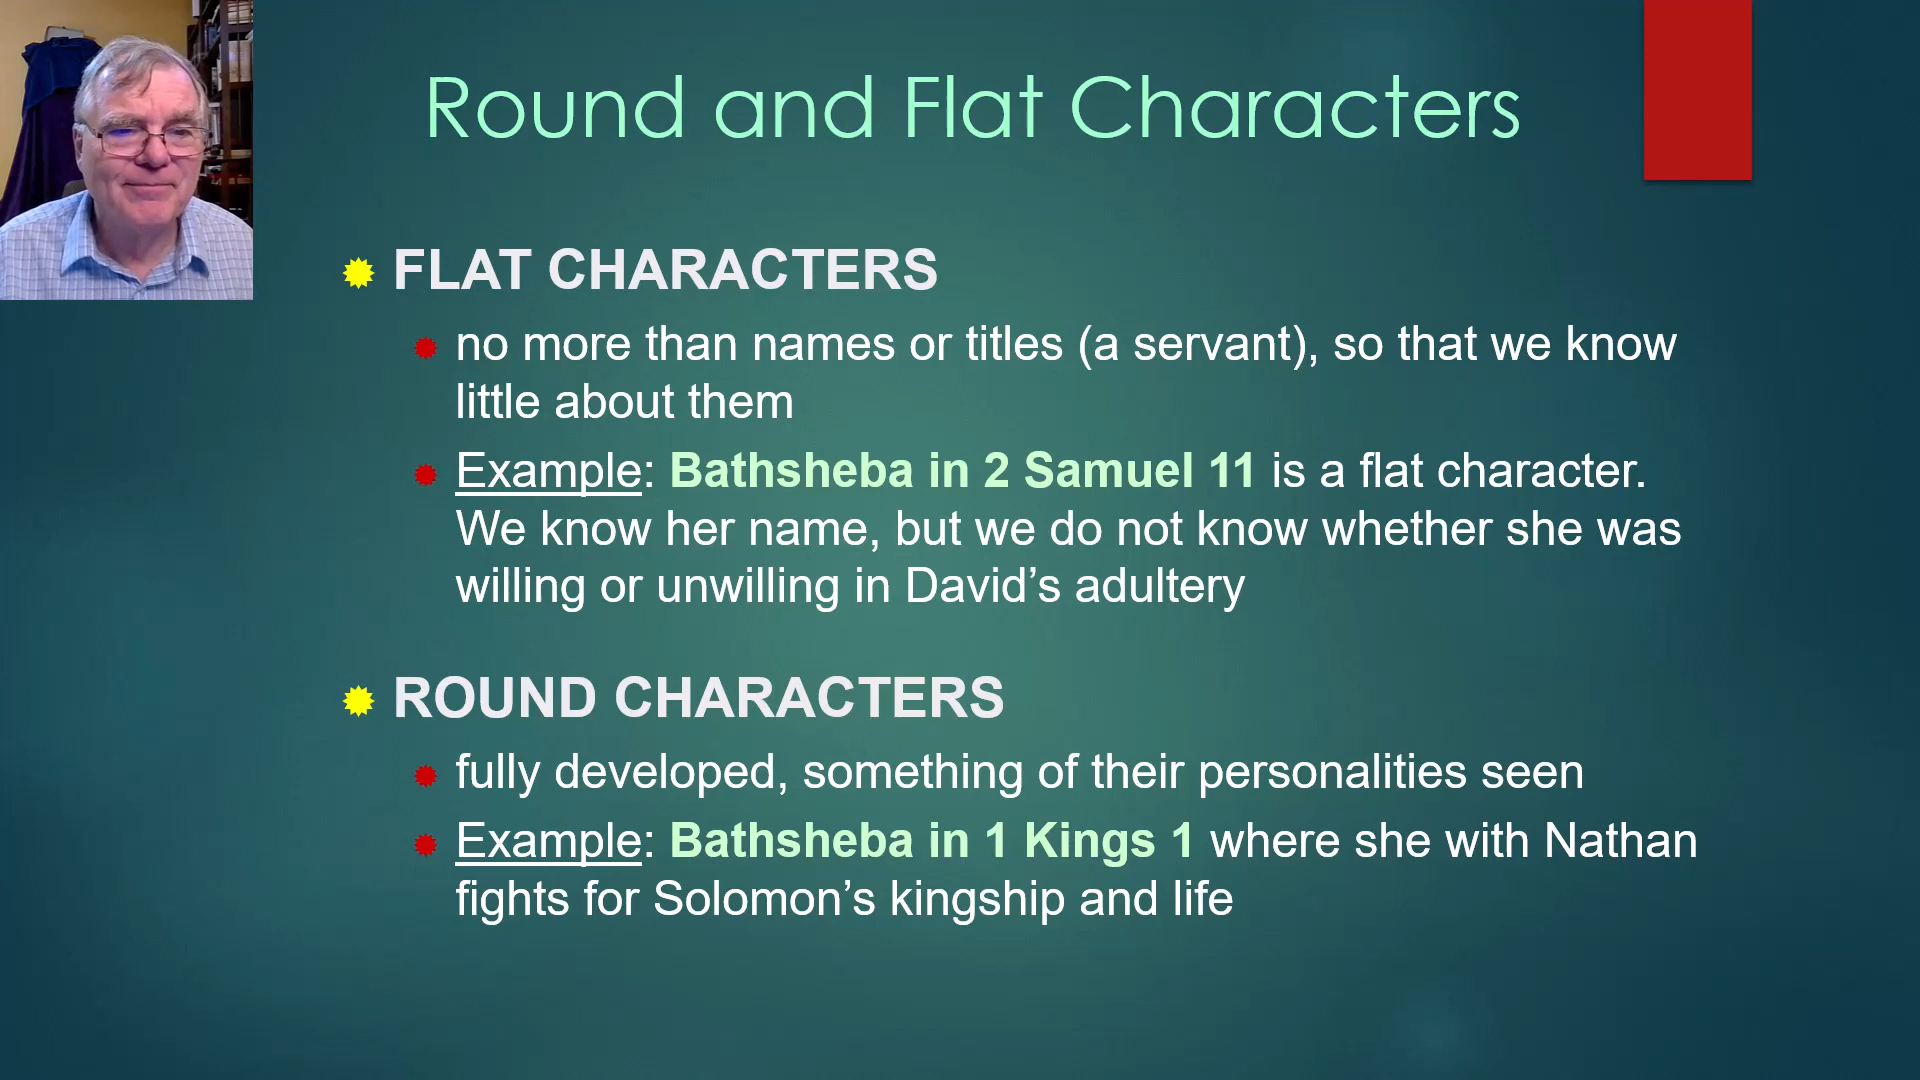 Round and Flat Characters
FLAT CHARACTERS
no more than names or titles (a servant), so that we know
little about them
Example: Bathsheba in 2 Samuel 11 is a flat character.
We know her name, but we do not know whether she was
willing or unwilling in David’s adultery
ROUND CHARACTERS
fully developed, something of their personalities seen
Example: Bathsheba in 1 Kings 1 where she with Nathan
fights for Solomon’s kingship and life